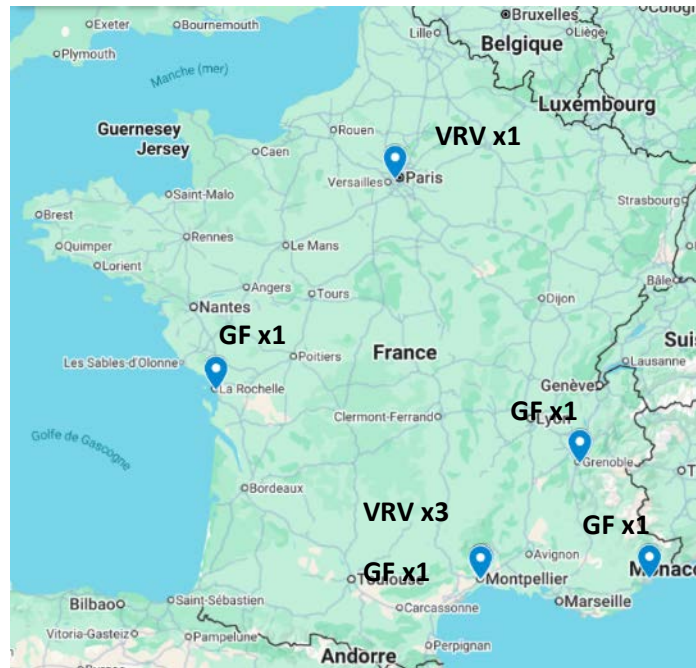 Exeter
Bournemouth
Bruxelles
Plymouth
Lille
Liège
Belgique
Manche (mer)
Luxembourg
Guernesey
Jersey
Rouen
VRV x1
Caen
Versailles
Paris
Saint-Malo
Strasbourg
Brest
Rennes
Le Mans
Quimper
Lorient
Bâle
Angers
Tours
Dijon
Nantes
GF x1
Poitiers
France
Les Sables-d'Olonne
Lausanne
Genève
La Rochelle
GF x1
Clermont-Ferrand
Lyon
Golfe de Gascogne
Grenoble
Bordeaux
VRV x3
GF x1
Avignon
GF x1
Toulouse
Montpellier
Monaco
Bilbao
Saint-Sébastien
Carcassonne
Marseille
Vitoria-Gasteiz
Pampelune
Perpignan
Andorre